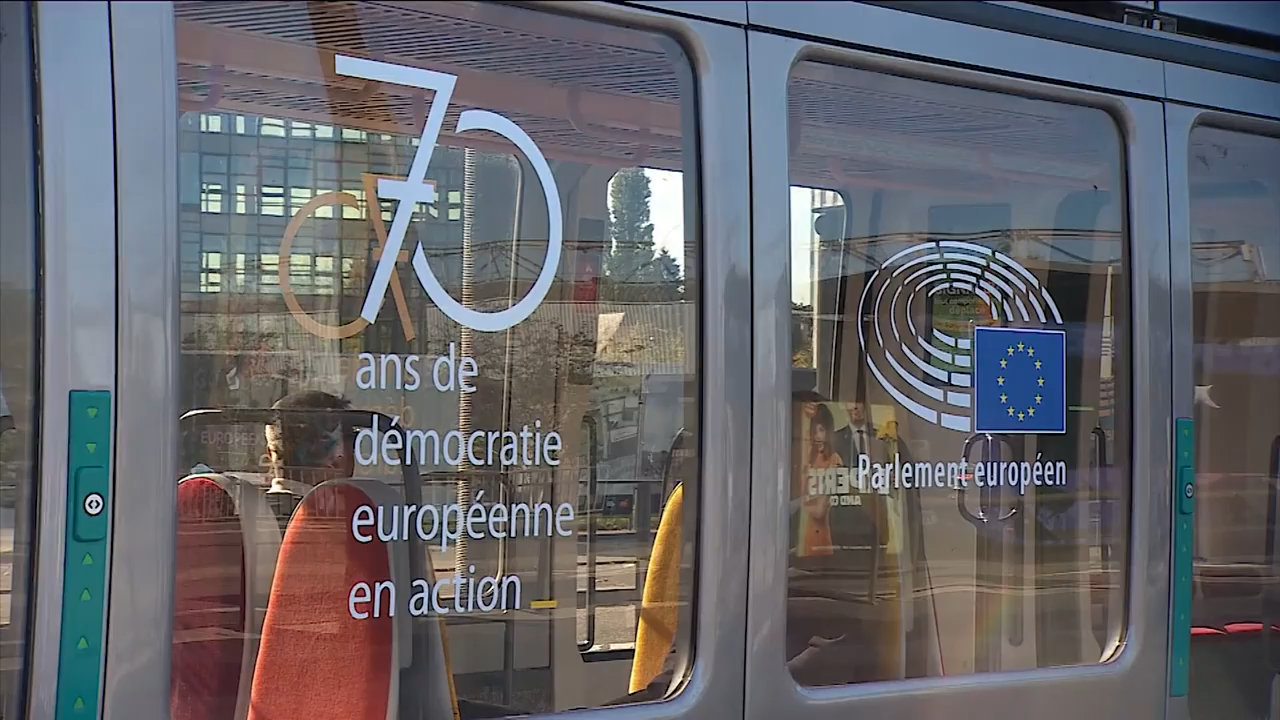 70
ans de
démocratie
européenne
en action
Parlement européen